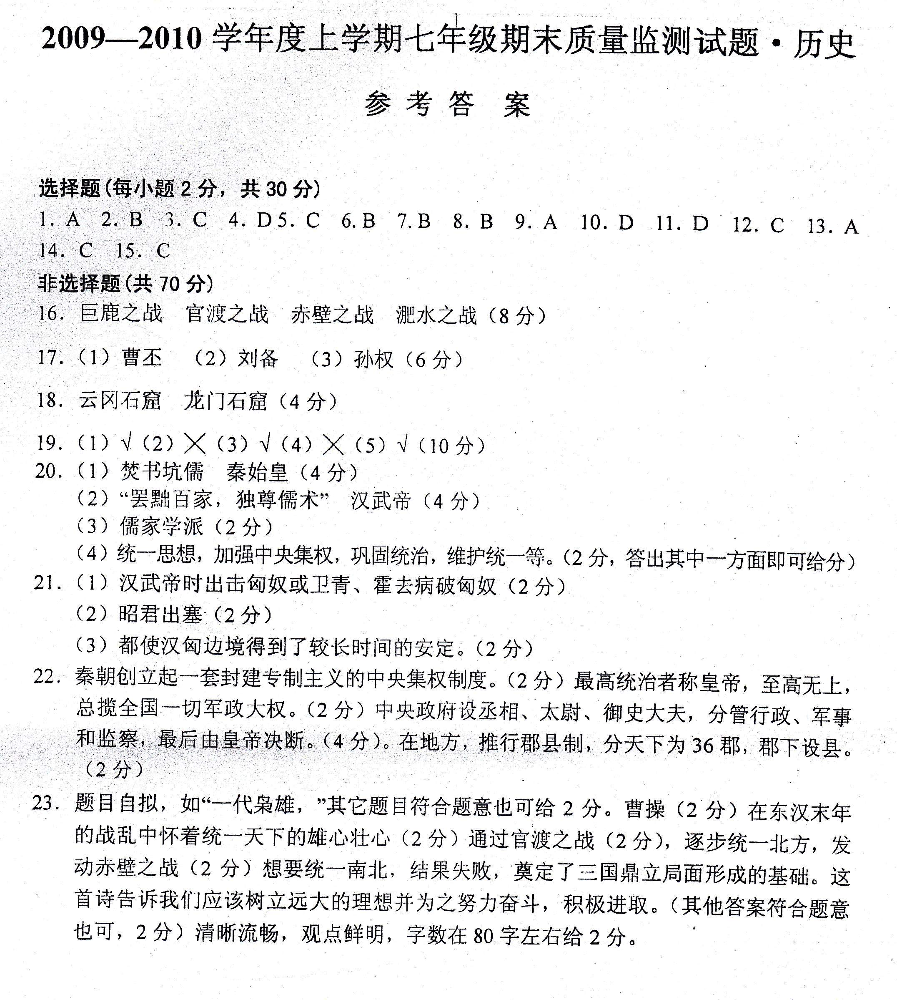 2009—2010 学年度上学期七年级期末质量监测试题·历史
参 考 答 案
选择题(每小题 2 分，共 30 分)
1. A 2. B 3. C 4. D 5. C 6. B 7. B 8. B 9. A 10. D 11. D 12. C 13. A
14. C 15. C
非选择题(共 70 分)
16. 巨鹿之战 官渡之战 赤壁之战 淝水之战（8 分）
17.（1）曹丕 （2）刘备 （3）孙权（6 分）
18. 云冈石窟 龙门石窟（4 分）
19.（1）√（2）╳（3）√（4）╳（5）√（10 分）
20.（1）焚书坑儒 秦始皇（4 分）
（2）“罢黜百家，独尊儒术” 汉武帝（4 分）
（3）儒家学派（2 分）
（4）统一思想，加强中央集权，巩固统治，维护统一等。（2 分，答出其中一方面即可给分）
21.（1）汉武帝时出击匈奴或卫青、霍去病破匈奴（2 分）
（2）昭君出塞（2 分）
（3）都使汉匈边境得到了较长时间的安定。（2 分）
22. 秦朝创立起一套封建专制主义的中央集权制度。（2 分）最高统治者称皇帝，至高无上，
总揽全国一切军政大权。（2 分）中央政府设丞相、太尉、御史大夫，分管行政、军事
和监察，最后由皇帝决断。（4 分）。在地方，推行郡县制，分天下为 36 郡，郡下设县。
（2 分）
23. 题目自拟，如“一代枭雄，”其它题目符合题意也可给 2 分。曹操（2 分）在东汉末年
的战乱中怀着统一天下的雄心壮心（2 分）通过官渡之战（2 分），逐步统一北方，发
动赤壁之战（2 分）想要统一南北，结果失败，奠定了三国鼎立局面形成的基础。这
首诗告诉我们应该树立远大的理想并为之努力奋斗，积极进取。（其他答案符合题意
也可，2 分）清晰流畅，观点鲜明，字数在 80 字左右给 2 分。